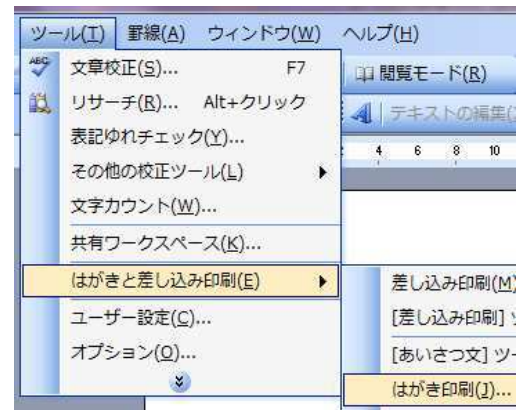 ツール(T) 罫線(A) ウィンドウ(W) ヘルプ(H)
文章校正(S)... F7
閲覧モード(R)
リサーチ(R)... Alt+クリック
テキストの編集(
表記ゆれチェック(Y)...
4 6 8 10
その他の校正ツール(L)
文字カウント(W)...
共有ワークスペース(K)...
はがきと差し込み印刷(E)
差し込み印刷(M)
ユーザー設定(C)...
[差し込み印刷] ツ
オプション(O)...
[あいさつ文] ツー
はがき印刷(J)...